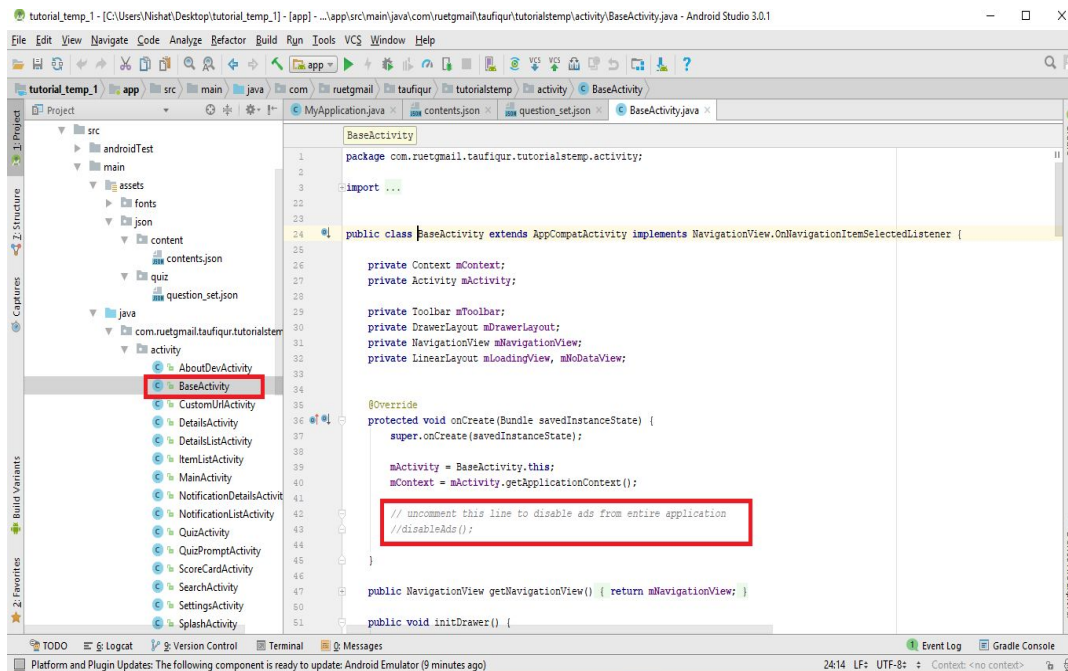 tutorial_temp_1 - [C:\Users\Nishat\Desktop\tutorial_temp_1] - [app] - ...\app\src\main\java\com\ruetgmail\taufiqur\tutorialstemp\activity\BaseActivity.java - Android Studio 3.0.1
File Edit View Navigate Code Analyze Refactor Build Run Tools VCS Window Help
app
tutorial_temp_1 app src main java com ruetgmail taufiqur tutorialstemp activity BaseActivity
Project
MyApplication.java contents.json question_set.json BaseActivity.java
1: Project
Z: Structure
Captures
Build Variants
2: Favorites
src
androidTest
main
assets
fonts
json
content
contents.json
quiz
question_set.json
java
com.ruetgmail.taufiqur.tutorialstem
activity
AboutDevActivity
BaseActivity
CustomUrlActivity
DetailsActivity
DetailsListActivity
ItemListActivity
MainActivity
NotificationDetailsActivit
NotificationListActivity
QuizActivity
QuizPromptActivity
ScoreCardActivity
SearchActivity
SettingsActivity
SplashActivity
BaseActivity
1 package com.ruetgmail.taufiqur.tutorialstemp.activity;
2
3 import ...
22
23
24 public class BaseActivity extends AppCompatActivity implements NavigationView.OnNavigationItemSelectedListener {
25
26 private Context mContext;
27 private Activity mActivity;
28
29 private Toolbar mToolbar;
30 private DrawerLayout mDrawerLayout;
31 private NavigationView mNavigationView;
32 private LinearLayout mLoadingView, mNoDataView;
33
34
35 @Override
36 protected void onCreate(Bundle savedInstanceState) {
37 super.onCreate(savedInstanceState);
38
39 mActivity = BaseActivity.this;
40 mContext = mActivity.getApplicationContext();
41
42 // uncomment this line to disable ads from entire application
43 //disableAds();
44
45 }
46
47 public NavigationView getNavigationView() { return mNavigationView; }
50
51 public void initDrawer() {
TODO 6: Logcat 9: Version Control Terminal 0: Messages Event Log Gradle Console
Platform and Plugin Updates: The following component is ready to update: Android Emulator (9 minutes ago) 24:14 LF UTF-8 Context: <no context>